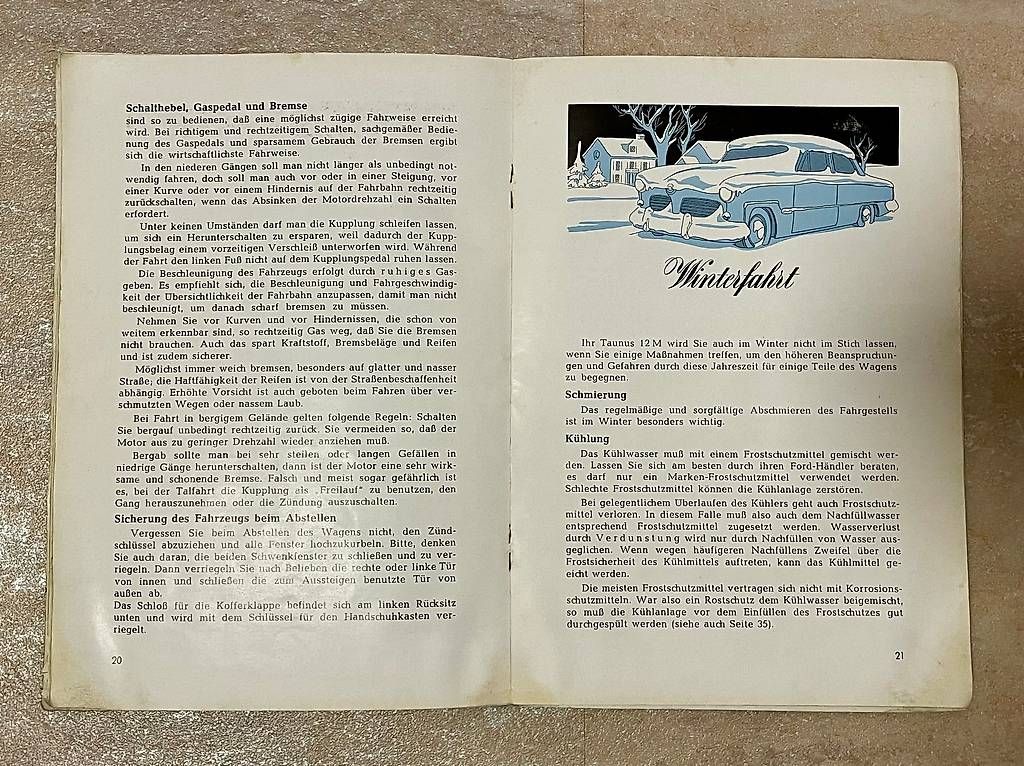 Schalthebel, Gaspedal und Bremse
sind so zu bedienen, daß eine möglichst zügige Fahrweise erreicht
wird. Bei richtigem und rechtzeitigem Schalten, sachgemäßer Bedie-
nung des Gaspedals und sparsamem Gebrauch der Bremsen ergibt
sich die wirtschaftlichste Fahrweise.
In den niederen Gängen soll man nicht länger als unbedingt not-
wendig fahren, doch soll man auch vor oder in einer Steigung, vor
einer Kurve oder vor einem Hindernis auf der Fahrbahn rechtzeitig
zurückschalten, wenn das Absinken der Motordrehzahl ein Schalten
erfordert.
Unter keinen Umständen darf man die Kupplung schleifen lassen,
um sich ein Herunterschalten zu ersparen, weil dadurch der Kupp-
lungsbelag einem vorzeitigen Verschleiß unterworfen wird. Während
der Fahrt den linken Fuß nicht auf dem Kupplungspedal ruhen lassen.
Die Beschleunigung des Fahrzeugs erfolgt durch ruhiges Gas-
geben. Es empfiehlt sich, die Beschleunigung und Fahrgeschwindig-
keit der Übersichtlichkeit der Fahrbahn anzupassen, damit man nicht
beschleunigt, um danach scharf bremsen zu müssen.
Nehmen Sie vor Kurven und vor Hindernissen, die schon von
weitem erkennbar sind, so rechtzeitig Gas weg, daß Sie die Bremsen
nicht brauchen. Auch das spart Kraftstoff, Bremsbeläge und Reifen
und ist zudem sicherer.
Möglichst immer weich bremsen, besonders auf glatter und nasser
Straße; die Haftfähigkeit der Reifen ist von der Straßenbeschaffenheit
abhängig. Erhöhte Vorsicht ist auch geboten beim Fahren über ver-
schmutzten Wegen oder nassem Laub.
Bei Fahrt in bergigem Gelände gelten folgende Regeln: Schalten
Sie bergauf unbedingt rechtzeitig zurück. Sie vermeiden so, daß der
Motor aus zu geringer Drehzahl wieder anziehen muß.
Bergab sollte man bei sehr steilen oder langen Gefällen in
niedrige Gänge herunterschalten, dann ist der Motor eine sehr wirk-
same und schonende Bremse. Falsch und meist sogar gefährlich ist
es, bei der Talfahrt die Kupplung als „Freilauf“ zu benutzen, den
Gang herauszunehmen oder die Zündung auszuschalten.
Sicherung des Fahrzeugs beim Abstellen
Vergessen Sie beim Abstellen des Wagens nicht, den Zünd-
schlüssel abzuziehen und alle Fenster hochzukurbeln. Bitte, denken
Sie auch daran, die beiden Schwenkfenster zu schließen und zu ver-
riegeln. Dann verriegeln Sie nach Belieben die rechte oder linke Tür
von innen und schließen die zum Aussteigen benutzte Tür von
außen ab.
Das Schloß für die Kofferklappe befindet sich am linken Rücksitz
unten und wird mit dem Schlüssel für den Handschuhkasten ver-
riegelt.
20
Winterfahrt
Ihr Taunus 12 M wird Sie auch im Winter nicht im Stich lassen,
wenn Sie einige Maßnahmen treffen, um den höheren Beanspruchun-
gen und Gefahren durch diese Jahreszeit für einige Teile des Wagens
zu begegnen.
Schmierung
Das regelmäßige und sorgfältige Abschmieren des Fahrgestells
ist im Winter besonders wichtig.
Kühlung
Das Kühlwasser muß mit einem Frostschutzmittel gemischt wer-
den. Lassen Sie sich am besten durch ihren Ford-Händler beraten,
es darf nur ein Marken-Frostschutzmittel verwendet werden.
Schlechte Frostschutzmittel können die Kühlanlage zerstören.
Bei gelegentlichem Überlaufen des Kühlers geht auch Frostschutz-
mittel verloren. In diesem Falle muß also auch dem Nachfüllwasser
entsprechend Frostschutzmittel zugesetzt werden. Wasserverlust
durch Verdunstung wird nur durch Nachfüllen von Wasser aus-
geglichen. Wenn wegen häufigeren Nachfüllens Zweifel über die
Frostsicherheit des Kühlmittels auftreten, kann das Kühlmittel ge-
eicht werden.
Die meisten Frostschutzmittel vertragen sich nicht mit Korrosions-
schutzmitteln. War also ein Rostschutz dem Kühlwasser beigemischt,
so muß die Kühlanlage vor dem Einfüllen des Frostschutzes gut
durchgespült werden (siehe auch Seite 35).
21